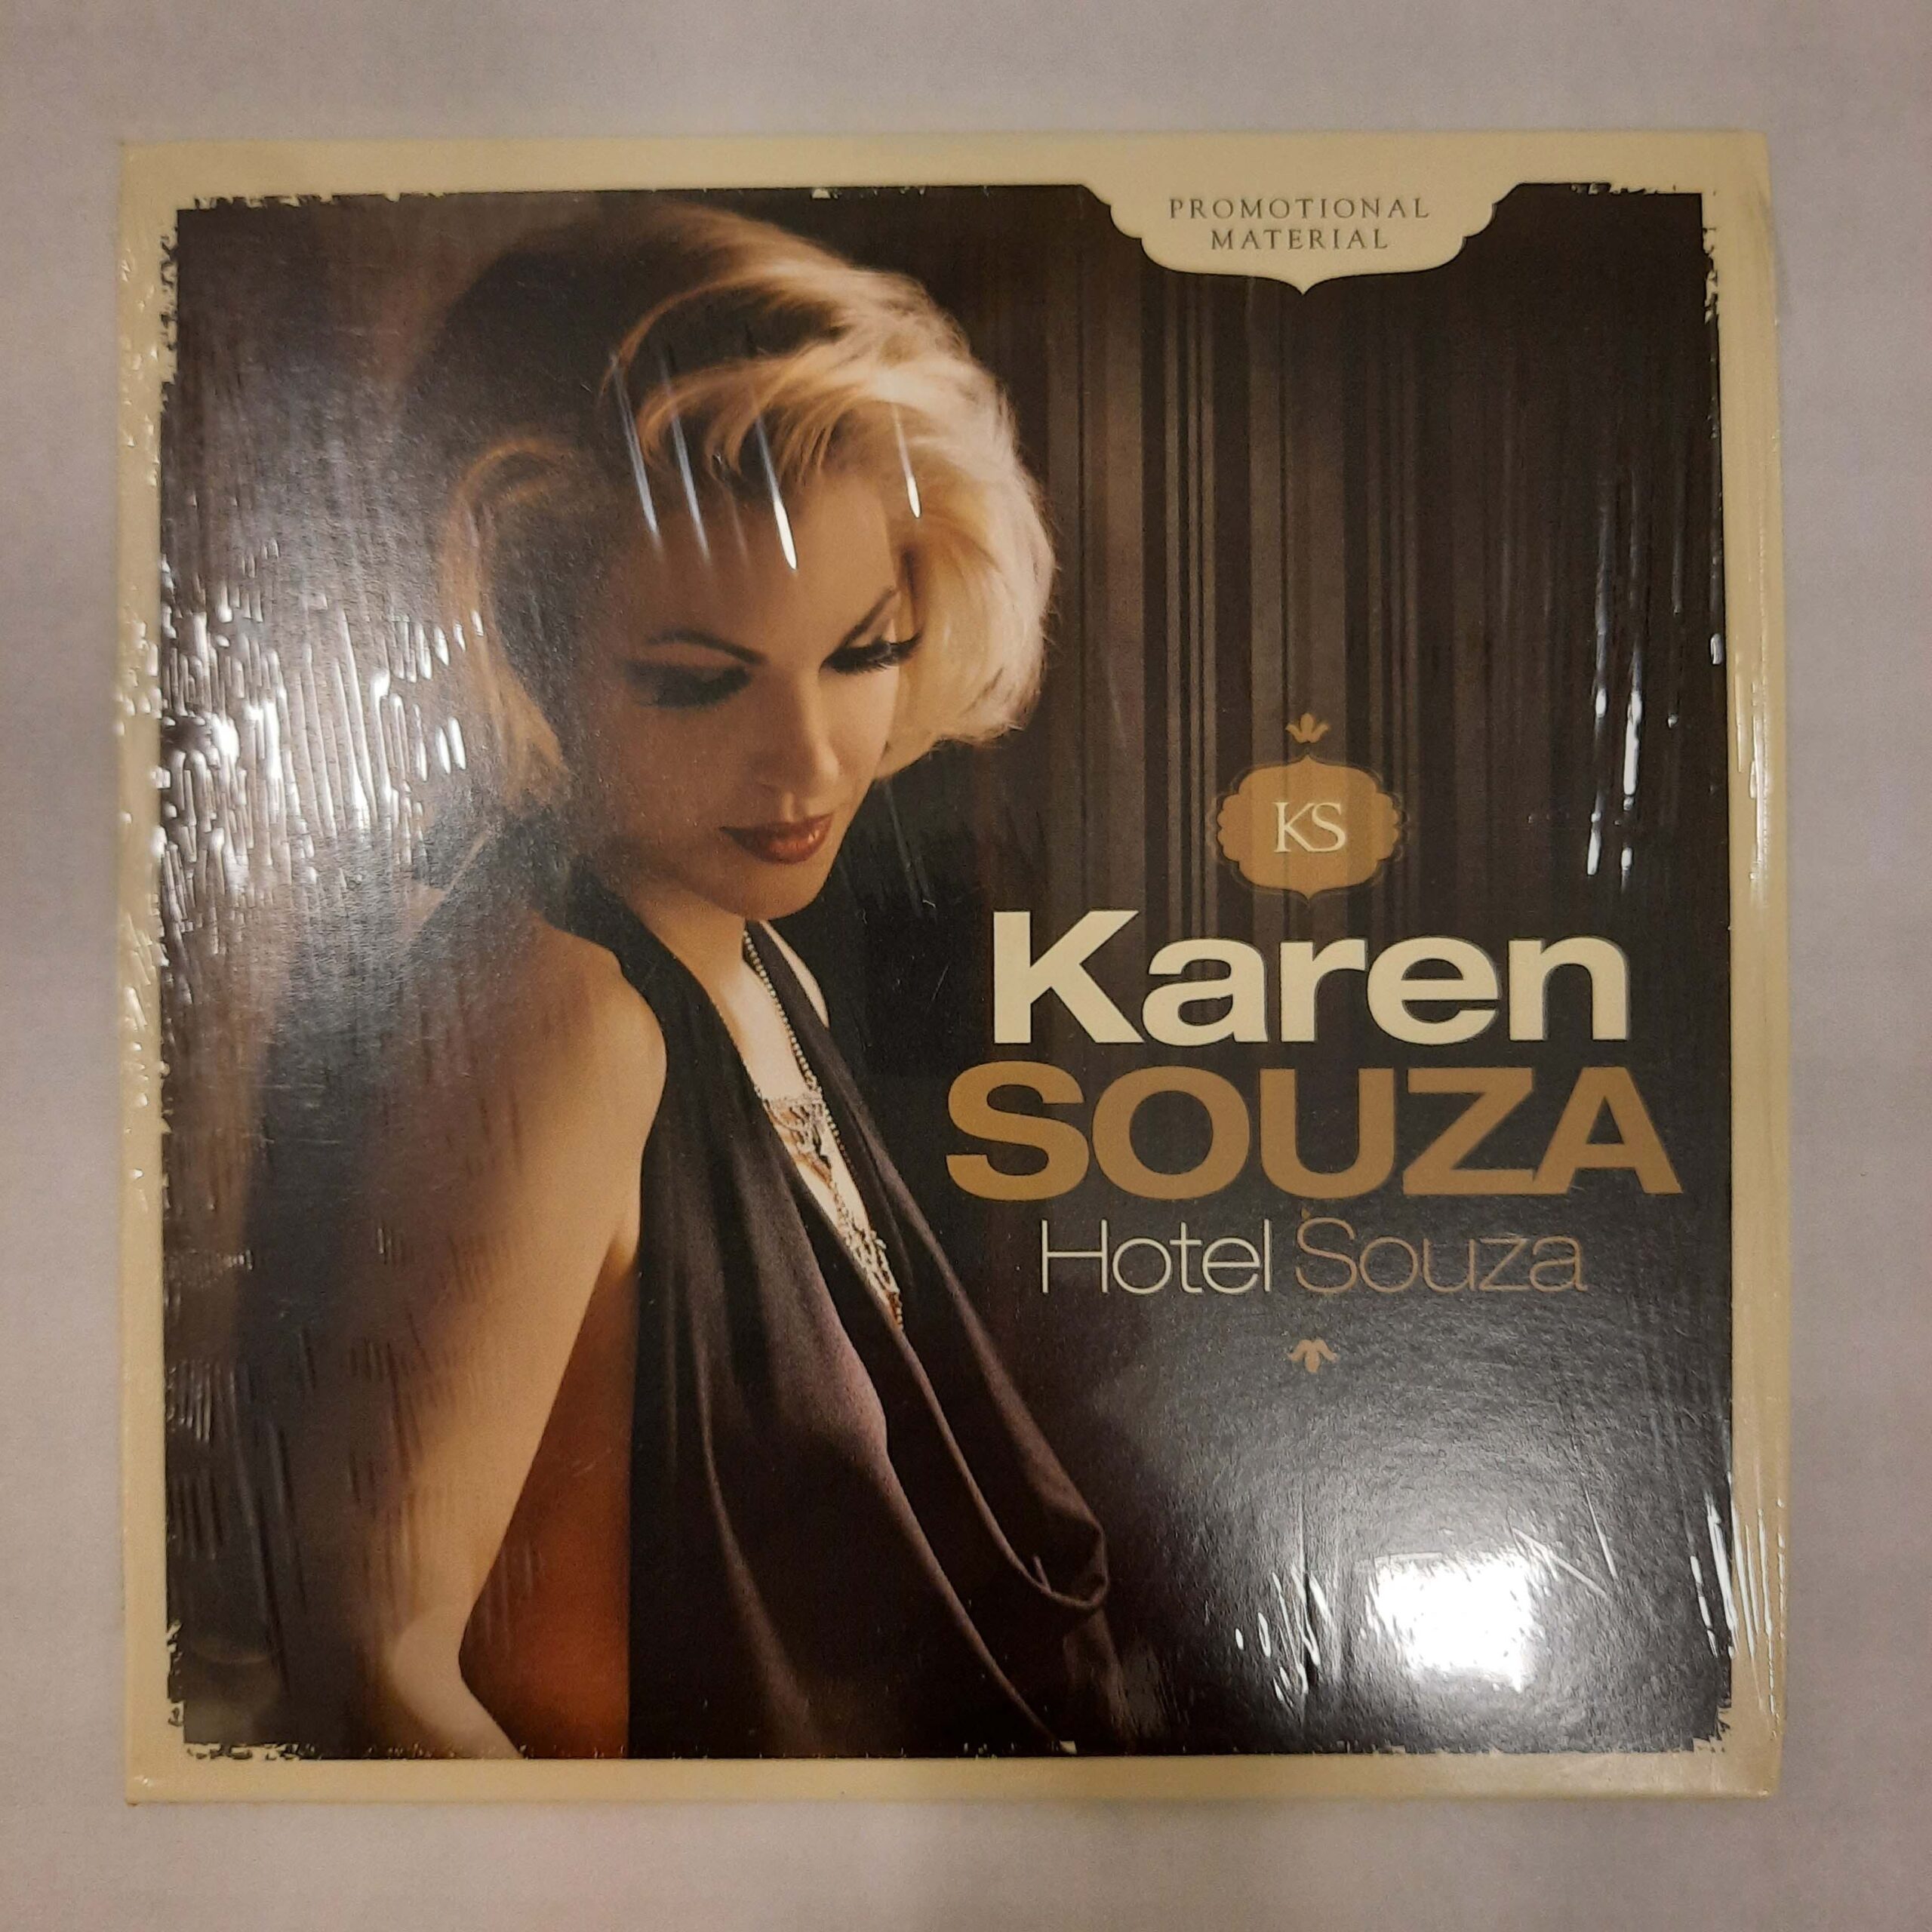 PROMOTIONAL
MATERIAL
KS
Karen
SOUZA
Hotel Souza